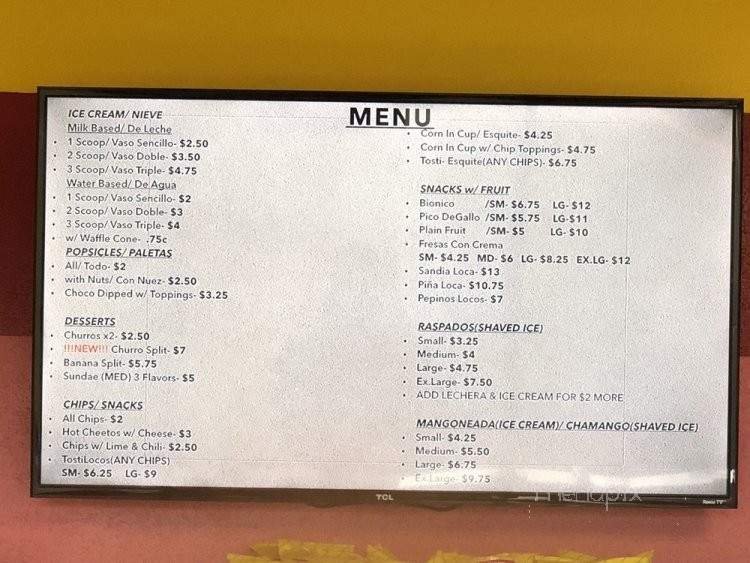 MENU
ICE CREAM/ NIEVE
Milk Based/ De Leche
• 1 Scoop/ Vaso Sencillo- $2.50
• 2 Scoop/ Vaso Doble- $3.50
• 3 Scoop/ Vaso Triple- $4.75
Water Based/ De Agua
• 1 Scoop/ Vaso Sencillo- $2
• 2 Scoop/ Vaso Doble- $3
• 3 Scoop/ Vaso Triple- $4
• w/ Waffle Cone- .75c
POPSICLES/ PALETAS
• All/ Todo- $2
• with Nuts/ Con Nuez- $2.50
• Choco Dipped w/ Toppings- $3.25
DESSERTS
• Churros x2- $2.50
• !!!NEW!!! Churro Split- $7
• Banana Split- $5.75
• Sundae (MED) 3 Flavors- $5
CHIPS/ SNACKS
• All Chips- $2
• Hot Cheetos w/ Cheese- $3
• Chips w/ Lime & Chili- $2.50
• TostiLocos(ANY CHIPS)
SM- $6.25 LG- $9
• Corn In Cup/ Esquite- $4.25
• Corn In Cup w/ Chip Toppings- $4.75
• Tosti- Esquite(ANY CHIPS)- $6.75
SNACKS w/ FRUIT
• Bionico /SM- $6.75 LG- $12
• Pico DeGallo /SM- $5.75 LG-$11
• Plain Fruit /SM- $5 LG- $10
• Fresas Con Crema
SM- $4.25 MD- $6 LG- $8.25 EX.LG- $12
• Sandia Loca- $13
• Piña Loca- $10.75
• Pepinos Locos- $7
RASPADOS(SHAVED ICE)
• Small- $3.25
• Medium- $4
• Large- $4.75
• Ex.Large- $7.50
• ADD LECHERA & ICE CREAM FOR $2 MORE
MANGONEADA(ICE CREAM)/ CHAMANGO(SHAVED ICE)
• Small- $4.25
• Medium- $5.50
• Large- $6.75
• Ex.Large- $9.75
menupix
TCL
Roku TV